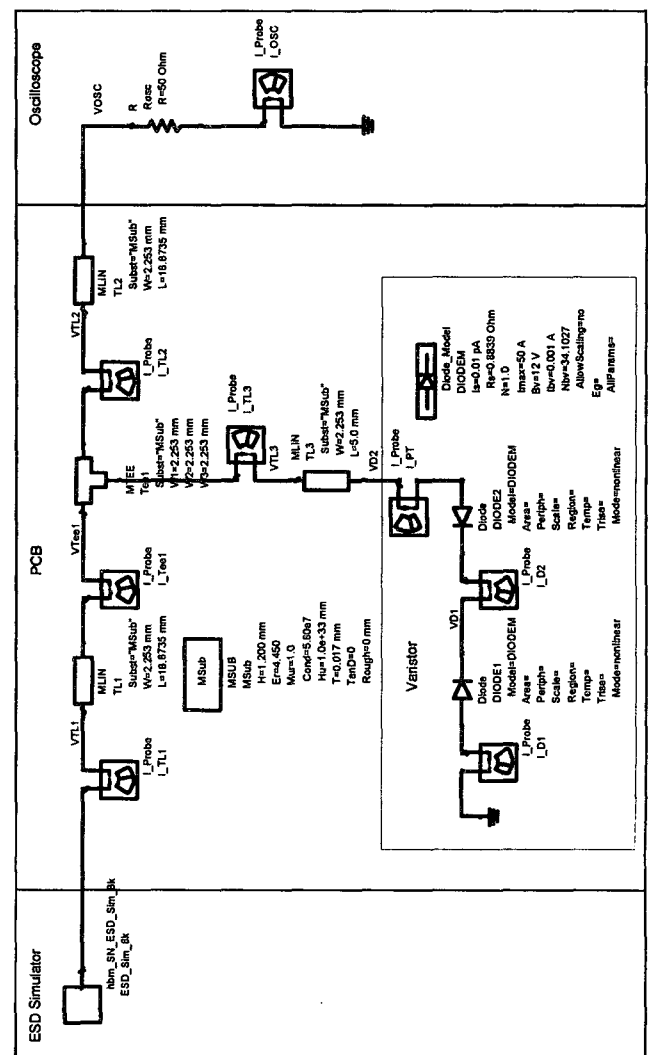 ESD Simulator
hbm_SN_ESD_Sim_8k
ESD_Sim_8k
PCB
VTL1
I_Probe
I_TL1
MLIN
TL1
Subst="MSub"
W=2.253 mm
L=18.8735 mm
I_Probe
I_Tee1
VTee1
MTEE
Tee1
Subst="MSub"
W1=2.253 mm
W2=2.253 mm
W3=2.253 mm
I_Probe
I_TL2
VTL2
MLIN
TL2
Subst="MSub"
W=2.253 mm
L=18.8735 mm
I_Probe
I_TL3
VTL3
MLIN
TL3
Subst="MSub"
W=2.253 mm
L=5.0 mm
VD2
I_Probe
I_PT
MSub
MSUB
MSub
H=1.200 mm
Er=4.450
Mur=1.0
Cond=5.60e7
Hu=1.0e+33 mm
T=0.017 mm
TanD=0
Rough=0 mm
Varistor
I_Probe
I_D1
Diode
DIODE1
Model=DIODEM
Area=
Periph=
Scale=
Region=
Temp=
Trise=
Mode=nonlinear
VD1
I_Probe
I_D2
Diode
DIODE2
Model=DIODEM
Area=
Periph=
Scale=
Region=
Temp=
Trise=
Mode=nonlinear
Diode_Model
DIODEM
Is=0.01 pA
Rs=0.8839 Ohm
N=1.0
Imax=50 A
Bv=12 V
Ibv=0.001 A
Nbv=34.1027
AllowScaling=no
Eg=
AllParams=
Oscilloscope
VOSC
R
Rosc
R=50 Ohm
I_Probe
I_OSC